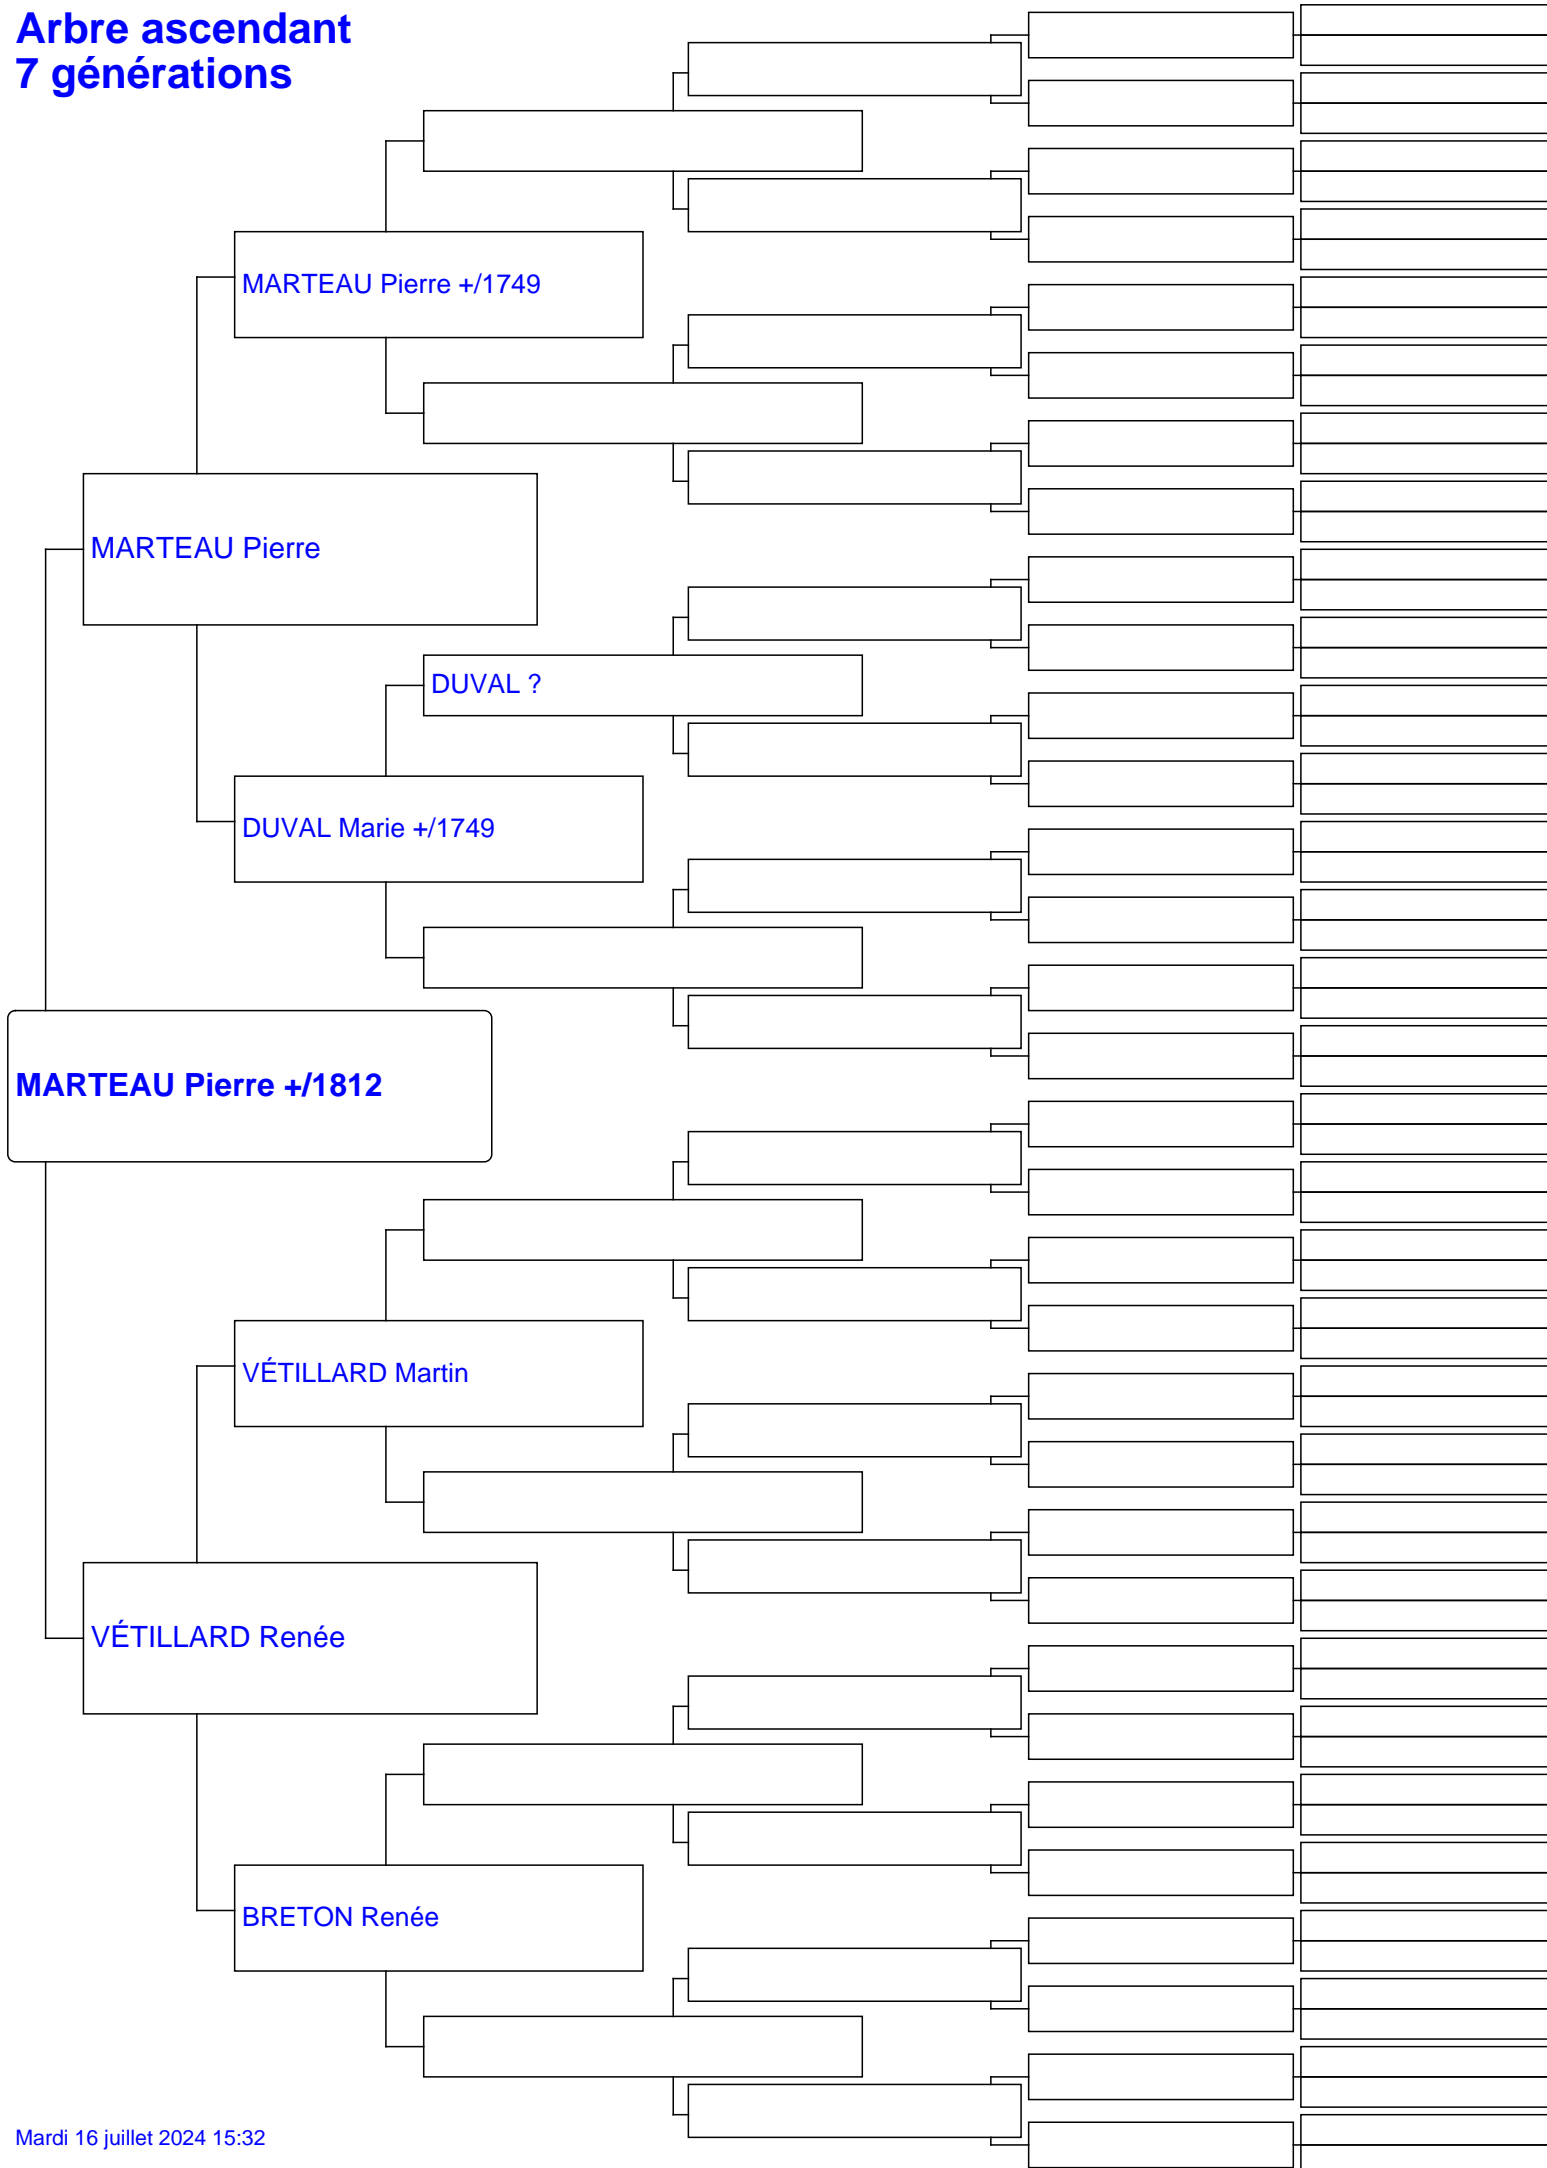 Arbre ascendant
7 générations
MARTEAU Pierre +/1749
MARTEAU Pierre
DUVAL ?
DUVAL Marie +/1749
MARTEAU Pierre +/1812
VÉTILLARD Martin
VÉTILLARD Renée
BRETON Renée
Mardi 16 juillet 2024 15:32